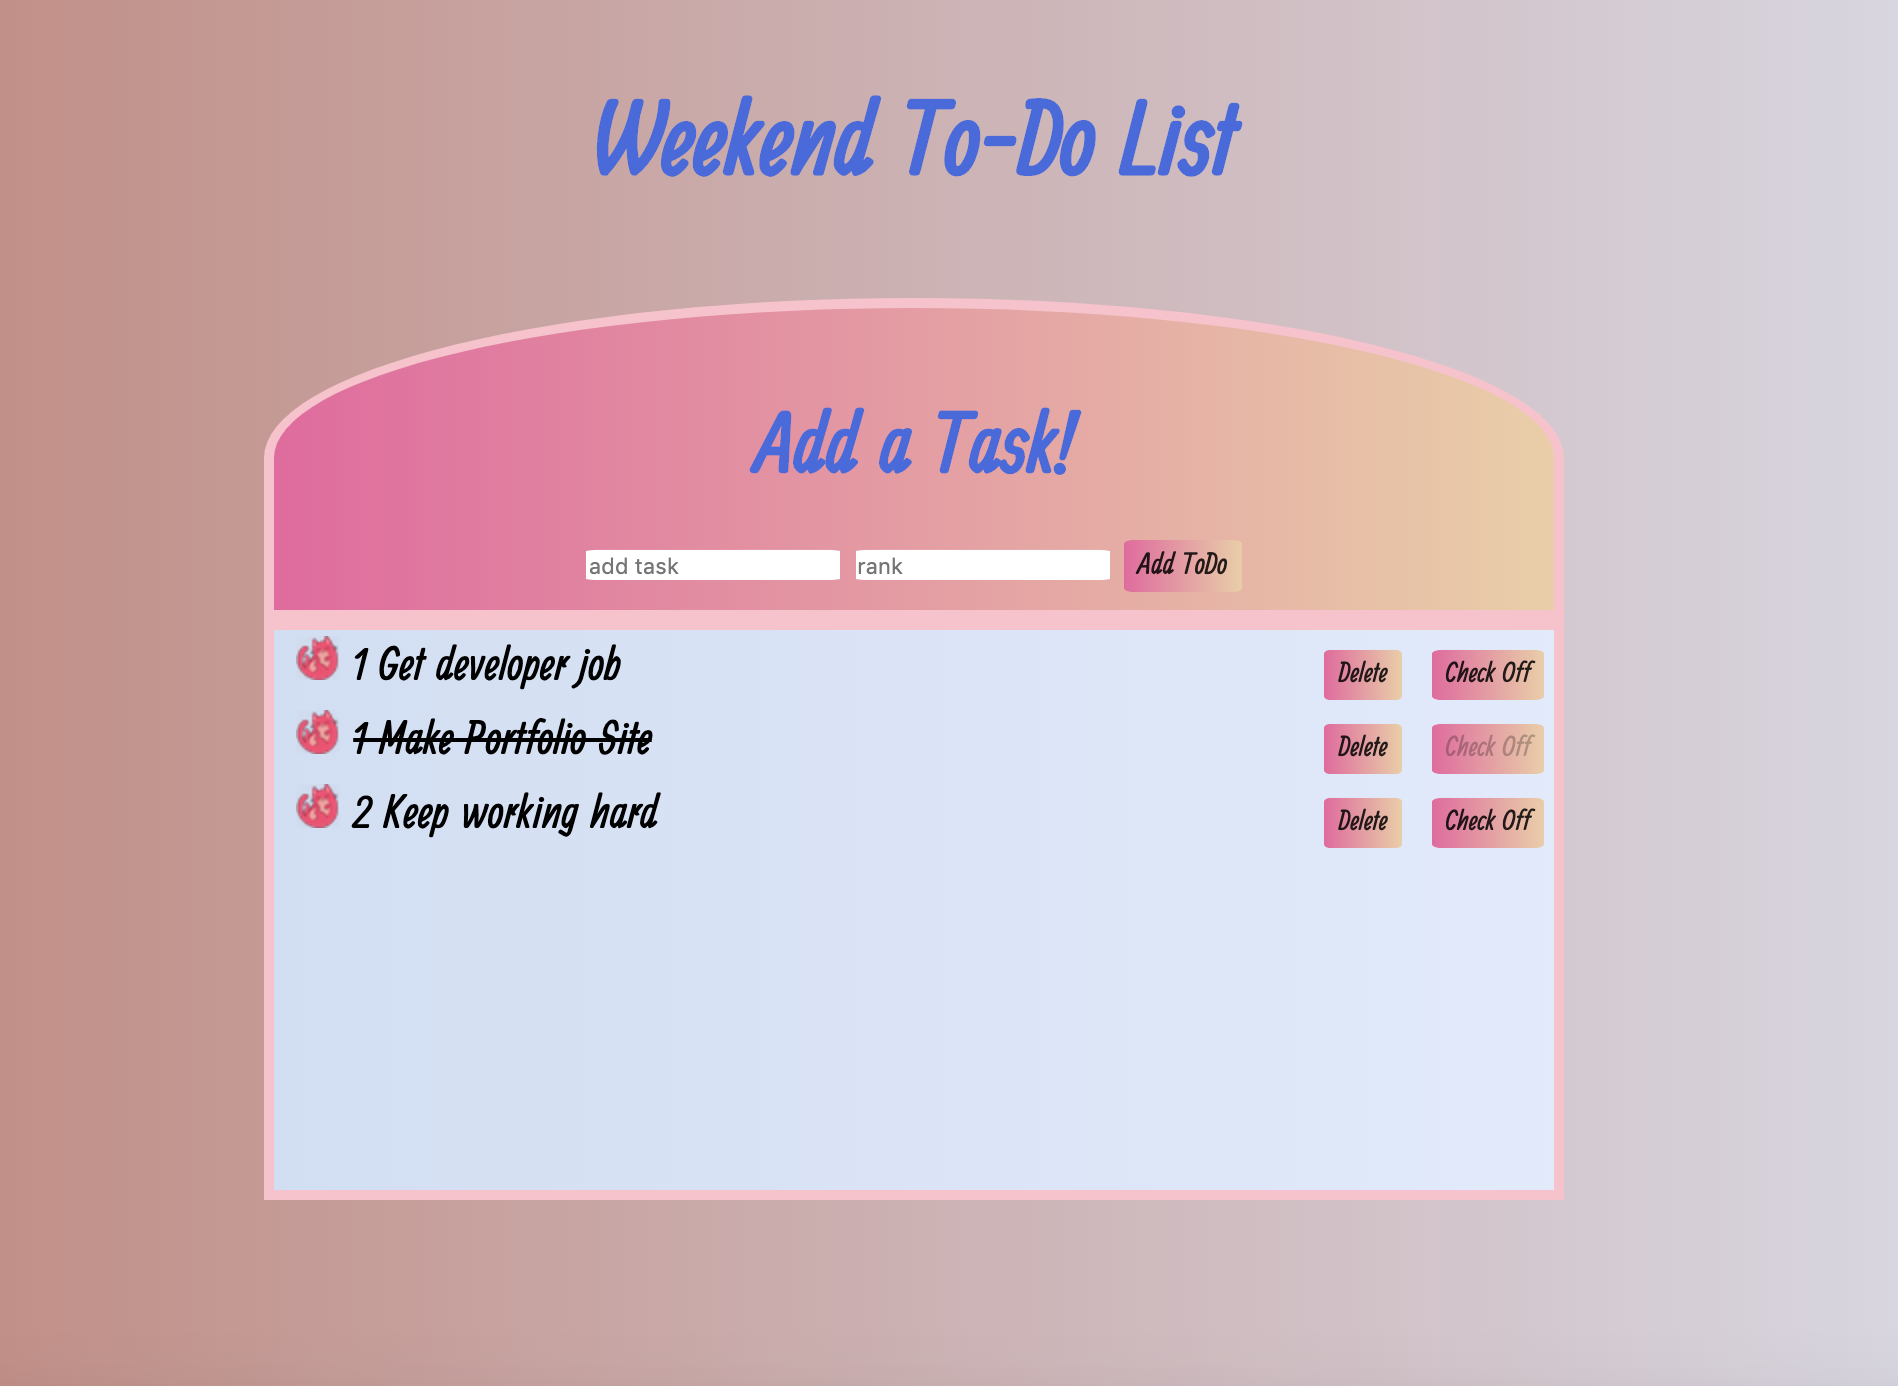 Weekend To-Do List
Add a Task!
add task rank Add ToDo
1 Get developer job Delete Check Off
1 Make Portfolio Site Delete Check Off
2 Keep working hard Delete Check Off